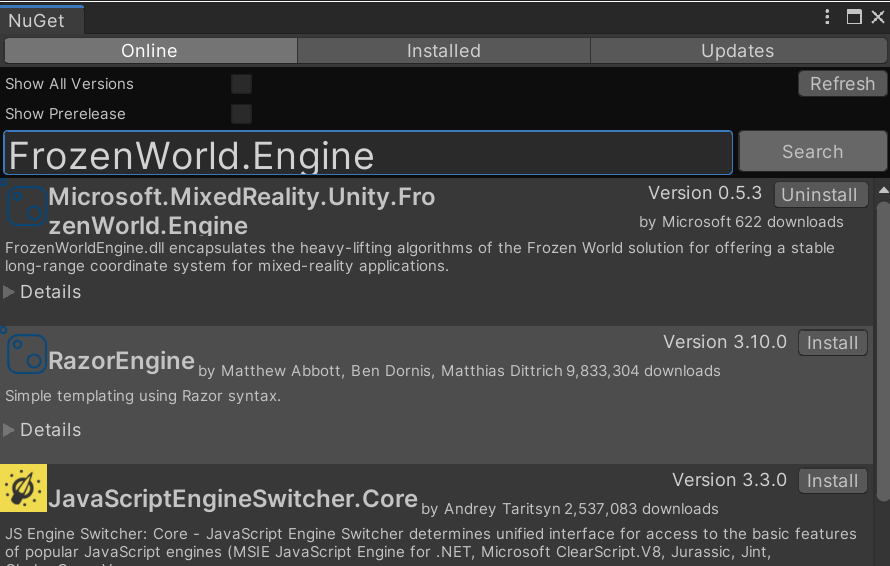 NuGet
Online Installed Updates
Show All Versions Refresh
Show Prerelease
FrozenWorld.Engine Search
Microsoft.MixedReality.Unity.Fro Version 0.5.3 Uninstall
zenWorld.Engine by Microsoft 622 downloads
FrozenWorldEngine.dll encapsulates the heavy-lifting algorithms of the Frozen World solution for offering a stable
long-range coordinate system for mixed-reality applications.
Details
Version 3.10.0 Install
RazorEngine by Matthew Abbott, Ben Dornis, Matthias Dittrich 9,833,304 downloads
Simple templating using Razor syntax.
Details
Version 3.3.0 Install
JavaScriptEngineSwitcher.Core by Andrey Taritsyn 2,537,083 downloads
JS Engine Switcher: Core - JavaScript Engine Switcher determines unified interface for access to the basic features
of popular JavaScript engines (MSIE JavaScript Engine for .NET, Microsoft ClearScript.V8, Jurassic, Jint,